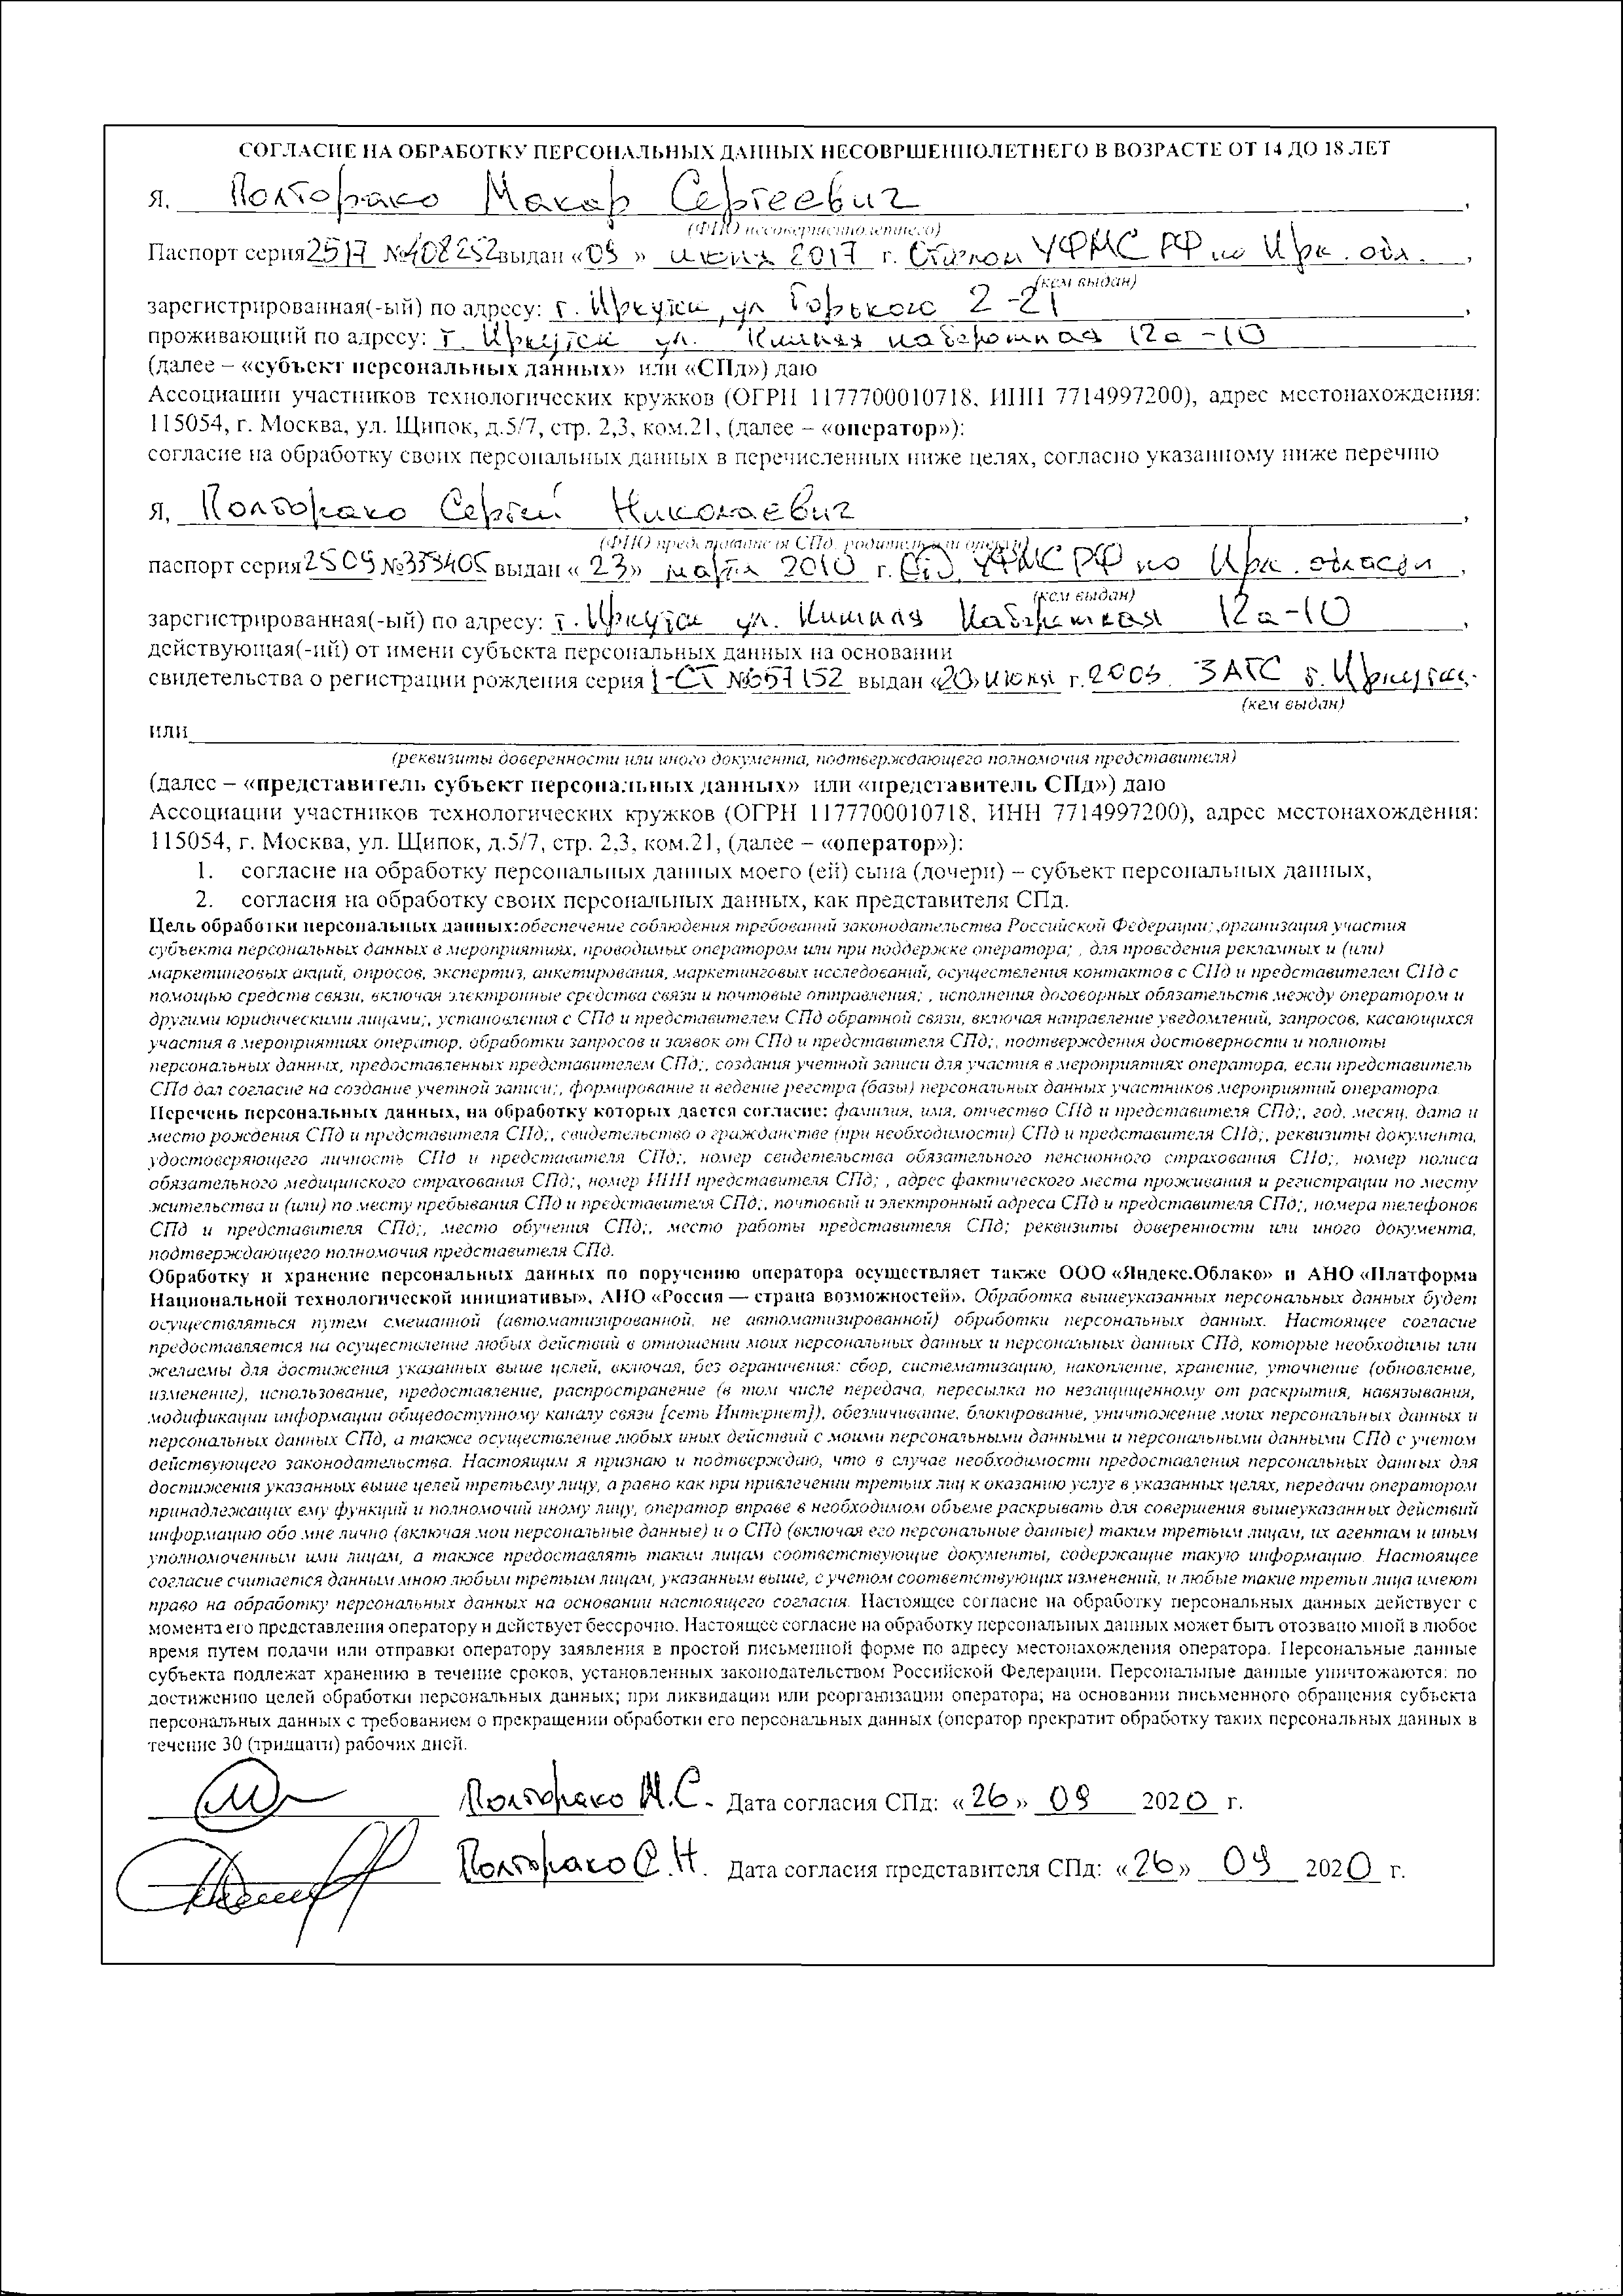 СОГЛАСИЕ НА ОБРАБОТКУ ПЕРСОНАЛЬНЫХ ДАННЫХ НЕСОВРШЕННОЛЕТНЕГО В ВОЗРАСТЕ ОТ 14 ДО 18 ЛЕТ
Я, Полторако Макар Сергеевич,
(ФИО несовершеннолетнего)
Паспорт серия 2517 №408252 выдан «09» июня 2017 г. Отделом УФМС РФ по Ирк. обл.,
(кем выдан)
зарегистрированная(-ый) по адресу: г. Иркутск, ул Горького 2-21,
проживающий по адресу: г. Иркутск ул. Нижняя набережная 12а-10
(далее – «субъект персональных данных» или «СПд») даю
Ассоциации участников технологических кружков (ОГРН 1177700010718, ИНН 7714997200), адрес местонахождения:
115054, г. Москва, ул. Щипок, д.5/7, стр. 2,3, ком.21, (далее – «оператор»):
согласие на обработку своих персональных данных в перечисленных ниже целях, согласно указанному ниже перечню
Я, Полторако Сергей Николаевич,
(ФИО представителя СПд, родитель или опекун)
паспорт серия 2509 №339405 выдан «23» марта 2010 г. УФМС РФ по Ирк. области,
(кем выдан)
зарегистрированная(-ый) по адресу: г. Иркутск ул. Нижняя Набережная 12а-10,
действующая(-ий) от имени субъекта персональных данных на основании
свидетельства о регистрации рождения серия 1-СТ №657152 выдан «20» июня г. 2003. ЗАГС г. Иркутск.
(кем выдан)
или
(реквизиты доверенности или иного документа, подтверждающего полномочия представителя)
(далее – «представитель субъект персональных данных» или «представитель СПд») даю
Ассоциации участников технологических кружков (ОГРН 1177700010718, ИНН 7714997200), адрес местонахождения:
115054, г. Москва, ул. Щипок, д.5/7, стр. 2,3, ком.21, (далее – «оператор»):
1. согласие на обработку персональных данных моего (ей) сына (дочери) – субъект персональных данных,
2. согласия на обработку своих персональных данных, как представителя СПд.
Цель обработки персональных данных:обеспечение соблюдения требований законодательства Российской Федерации; ,организация участия
субъекта персональных данных в мероприятиях, проводимых оператором или при поддержке оператора; , для проведения рекламных и (или)
маркетинговых акций, опросов, экспертиз, анкетирования, маркетинговых исследований, осуществления контактов с СПд и представителем СПд с
помощью средств связи, включая электронные средства связи и почтовые отправления; , исполнения договорных обязательств между оператором и
другими юридическими лицами;, установления с СПд и представителем СПд обратной связи, включая направление уведомлений, запросов, касающихся
участия в мероприятиях оператор, обработки запросов и заявок от СПд и представителя СПд;, подтверждения достоверности и полноты
персональных данных, предоставленных представителем СПд;, создания учетной записи для участия в мероприятиях оператора, если представитель
СПд дал согласие на создание учетной записи;, формирование и ведение реестра (базы) персональных данных участников мероприятий оператора.
Перечень персональных данных, на обработку которых дается согласие: фамилия, имя, отчество СПд и представителя СПд;, год, месяц, дата и
место рождения СПд и представителя СПд;, свидетельство о гражданстве (при необходимости) СПд и представителя СПд;, реквизиты документа,
удостоверяющего личность СПд и представителя СПд;, номер свидетельства обязательного пенсионного страхования СПд;, номер полиса
обязательного медицинского страхования СПд;, номер ИНН представителя СПд; , адрес фактического места проживания и регистрации по месту
жительства и (или) по месту пребывания СПд и представителя СПд;, почтовый и электронный адреса СПд и представителя СПд;, номера телефонов
СПд и представителя СПд;, место обучения СПд;, место работы представителя СПд; реквизиты доверенности или иного документа,
подтверждающего полномочия представителя СПд.
Обработку и хранение персональных данных по поручению оператора осуществляет также ООО «Яндекс.Облако» и АНО «Платформа
Национальной технологической инициативы», АНО «Россия — страна возможностей». Обработка вышеуказанных персональных данных будет
осуществляться путем смешанной (автоматизированной, не автоматизированной) обработки персональных данных. Настоящее согласие
предоставляется на осуществление любых действий в отношении моих персональных данных и персональных данных СПд, которые необходимы или
желаемы для достижения указанных выше целей, включая, без ограничения: сбор, систематизацию, накопление, хранение, уточнение (обновление,
изменение), использование, предоставление, распространение (в том числе передача, пересылка по незащищенному от раскрытия, навязывания,
модификации информации общедоступному каналу связи [сеть Интернет]), обезличивание, блокирование, уничтожение моих персональных данных и
персональных данных СПд, а также осуществление любых иных действий с моими персональными данными и персональными данными СПд с учетом
действующего законодательства. Настоящим я признаю и подтверждаю, что в случае необходимости предоставления персональных данных для
достижения указанных выше целей третьему лицу, а равно как при привлечении третьих лиц к оказанию услуг в указанных целях, передачи оператором
принадлежащих ему функций и полномочий иному лицу, оператор вправе в необходимом объеме раскрывать для совершения вышеуказанных действий
информацию обо мне лично (включая мои персональные данные) и о СПд (включая его персональные данные) таким третьим лицам, их агентам и иным
уполномоченным ими лицам, а также предоставлять таким лицам соответствующие документы, содержащие такую информацию. Настоящее
согласие считается данным мною любым третьим лицам, указанным выше, с учетом соответствующих изменений, и любые такие третьи лица имеют
право на обработку персональных данных на основании настоящего согласия. Настоящее согласие на обработку персональных данных действует с
момента его представления оператору и действует бессрочно. Настоящее согласие на обработку персональных данных может быть отозвано мной в любое
время путем подачи или отправки оператору заявления в простой письменной форме по адресу местонахождения оператора. Персональные данные
субъекта подлежат хранению в течение сроков, установленных законодательством Российской Федерации. Персональные данные уничтожаются: по
достижению целей обработки персональных данных; при ликвидации или реорганизации оператора; на основании письменного обращения субъекта
персональных данных с требованием о прекращении обработки его персональных данных (оператор прекратит обработку таких персональных данных в
течение 30 (тридцати) рабочих дней.
Полторако М.С. Дата согласия СПд: «26» 09 2020 г.
Полторако С.Н. Дата согласия представителя СПд: «26» 09 2020 г.